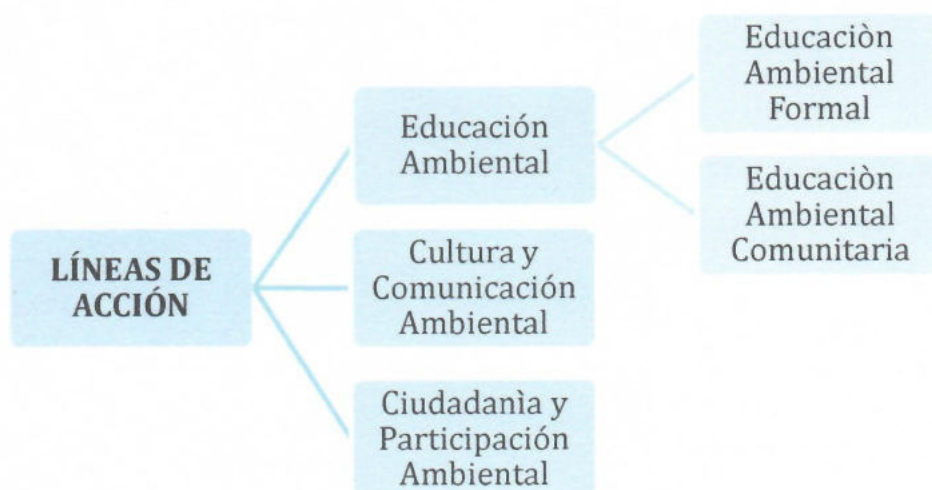 LÍNEAS DE
ACCIÓN
Educación
Ambiental
Educaciòn
Ambiental
Formal
Educaciòn
Ambiental
Comunitaria
Cultura y
Comunicación
Ambiental
Ciudadanìa y
Participación
Ambiental